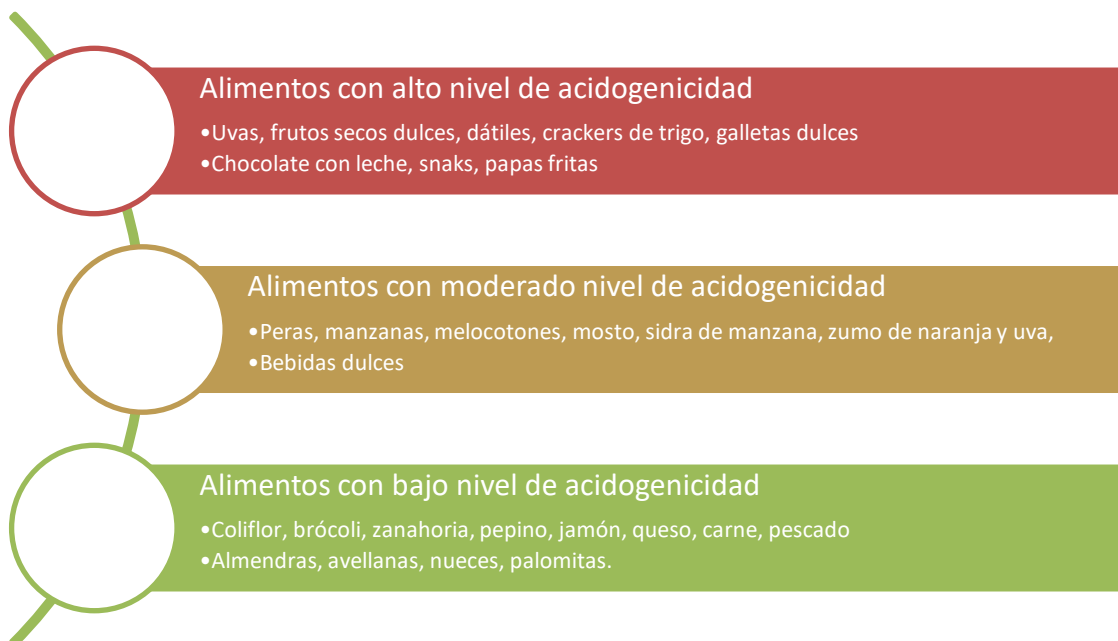 Alimentos con alto nivel de acidogenicidad
•Uvas, frutos secos dulces, dátiles, crackers de trigo, galletas dulces
•Chocolate con leche, snaks, papas fritas
Alimentos con moderado nivel de acidogenicidad
•Peras, manzanas, melocotones, mosto, sidra de manzana, zumo de naranja y uva,
•Bebidas dulces
Alimentos con bajo nivel de acidogenicidad
•Coliflor, brócoli, zanahoria, pepino, jamón, queso, carne, pescado
•Almendras, avellanas, nueces, palomitas.